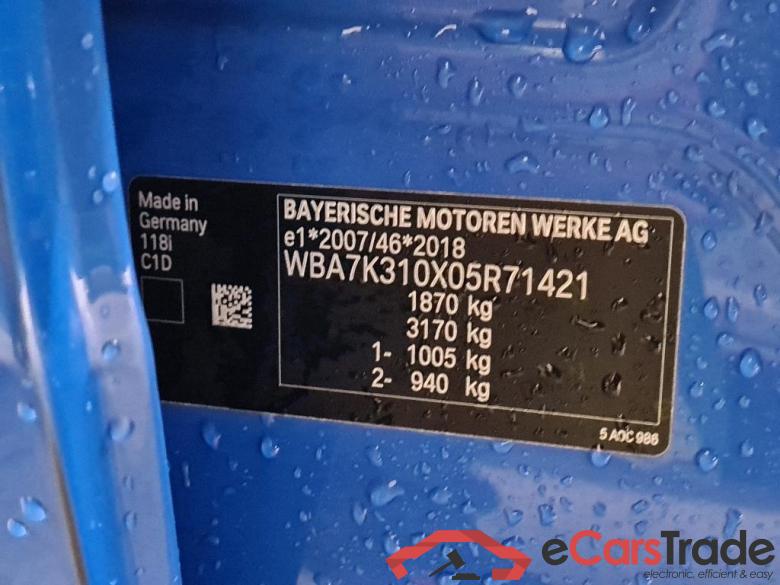 Made in
Germany
118i
C1D
BAYERISCHE MOTOREN WERKE AG
e1*2007/46*2018
WBA7K310X05R71421
1870 kg
3170 kg
1- 1005 kg
2- 940 kg
5 A0C 986
eCarsTrade
electronic, efficient & easy